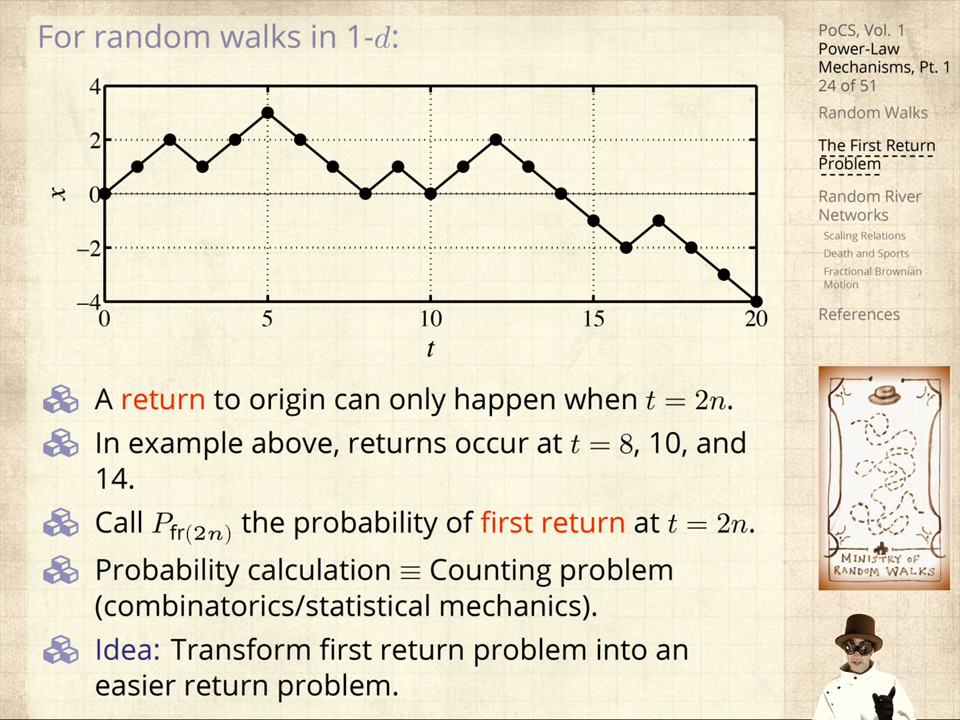 For random walks in 1-d:
4
2
0
−2
−4
x
0
5
10
15
20
t
A return to origin can only happen when t = 2n.
In example above, returns occur at t = 8, 10, and
14.
Call P_fr(2n) the probability of first return at t = 2n.
Probability calculation ≡ Counting problem
(combinatorics/statistical mechanics).
Idea: Transform first return problem into an
easier return problem.
PoCS, Vol. 1
Power-Law
Mechanisms, Pt. 1
24 of 51
Random Walks
The First Return
Problem
Random River
Networks
Scaling Relations
Death and Sports
Fractional Brownian
Motion
References
MINISTRY OF
RANDOM WALKS